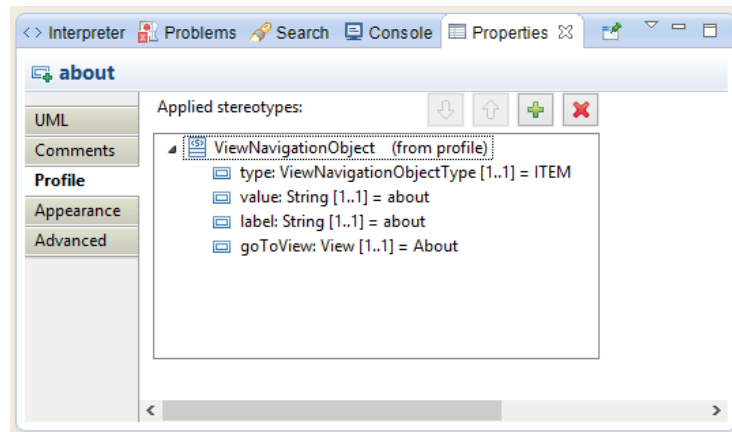 <> Interpreter Problems Search Console Properties
about
UML
Comments
Profile
Appearance
Advanced
Applied stereotypes:
ViewNavigationObject (from profile)
type: ViewNavigationObjectType [1..1] = ITEM
value: String [1..1] = about
label: String [1..1] = about
goToView: View [1..1] = About